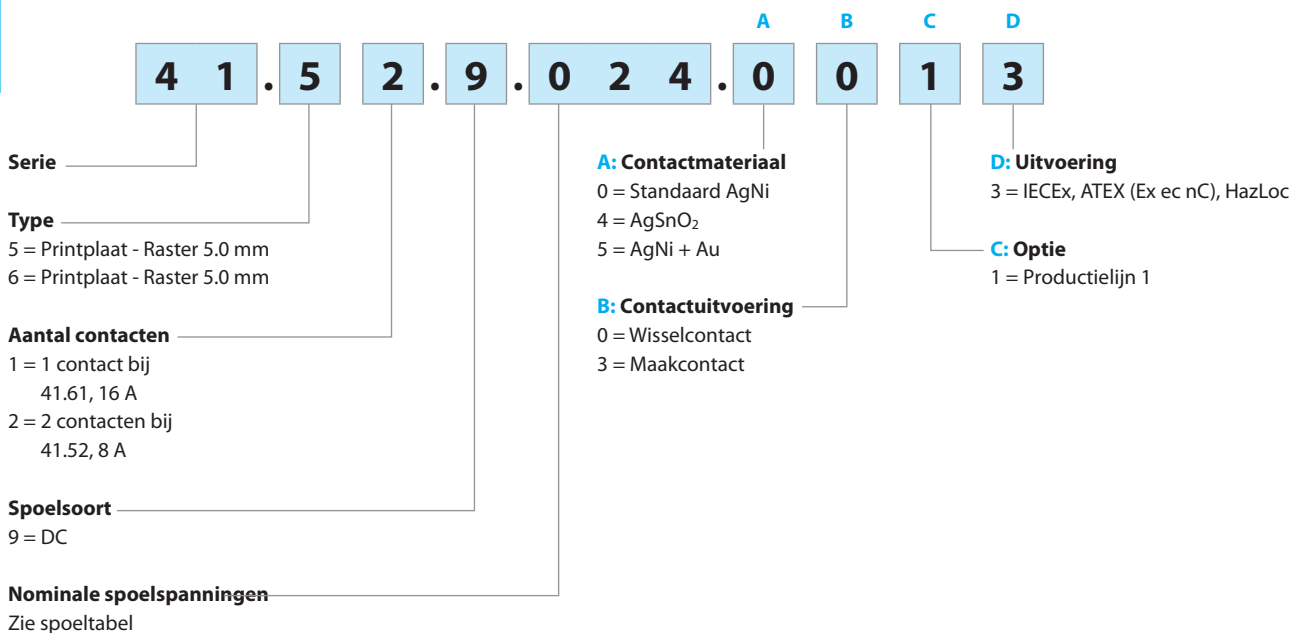 A B C D
4 1 . 5 2 . 9 . 0 2 4 . 0 0 1 3
Serie
Type
5 = Printplaat - Raster 5.0 mm
6 = Printplaat - Raster 5.0 mm
Aantal contacten
1 = 1 contact bij
41.61, 16 A
2 = 2 contacten bij
41.52, 8 A
Spoelsoort
9 = DC
Nominale spoelspanningen
Zie spoeltabel
A: Contactmateriaal
0 = Standaard AgNi
4 = AgSnO₂
5 = AgNi + Au
B: Contactuitvoering
0 = Wisselcontact
3 = Maakcontact
D: Uitvoering
3 = IECEx, ATEX (Ex ec nC), HazLoc
C: Optie
1 = Productielijn 1